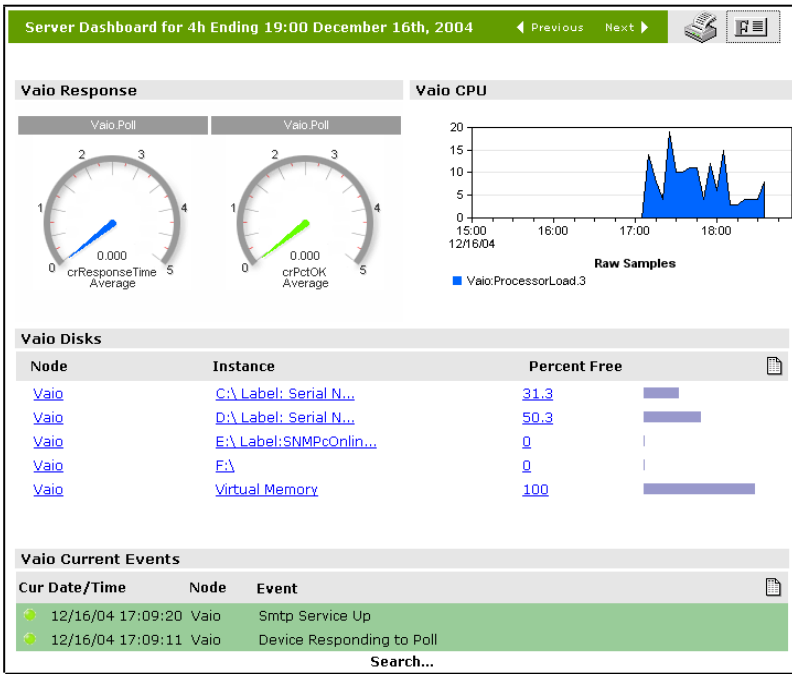 Server Dashboard for 4h Ending 19:00 December 16th, 2004 Previous Next
Vaio Response Vaio CPU
Vaio.Poll Vaio.Poll
0 1 2 3 4 5
0.000
crResponseTime
Average
0 1 2 3 4 5
0.000
crPctOK
Average
20
15
10
5
0
15:00 16:00 17:00 18:00
12/16/04
Raw Samples
Vaio:ProcessorLoad.3
Vaio Disks
Node Instance Percent Free
Vaio C:\ Label: Serial N... 31.3
Vaio D:\ Label: Serial N... 50.3
Vaio E:\ Label:SNMPcOnlin... 0
Vaio F:\ 0
Vaio Virtual Memory 100
Vaio Current Events
Cur Date/Time Node Event
12/16/04 17:09:20 Vaio Smtp Service Up
12/16/04 17:09:11 Vaio Device Responding to Poll
Search...